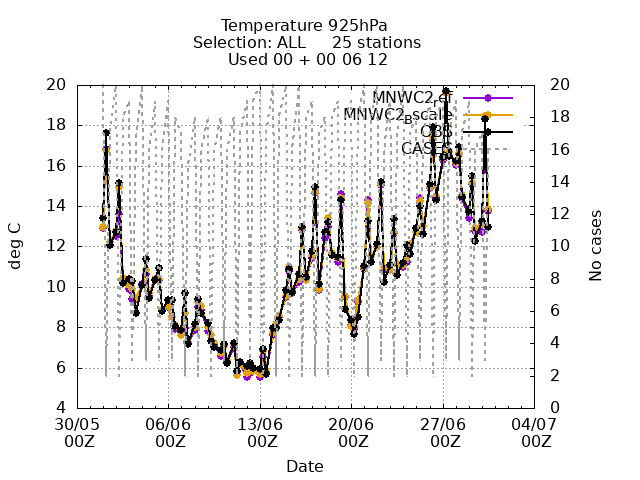 Temperature 925hPa
Selection: ALL 25 stations
Used 00 + 00 06 12
MNWC2ref
MNWC2Bscale
OBS
CASES
20 18 16 14 12 10 8 6 4
deg C
20 18 16 14 12 10 8 6 4 2 0
No cases
30/05 06/06 13/06 20/06 27/06 04/07
00Z 00Z 00Z 00Z 00Z 00Z
Date